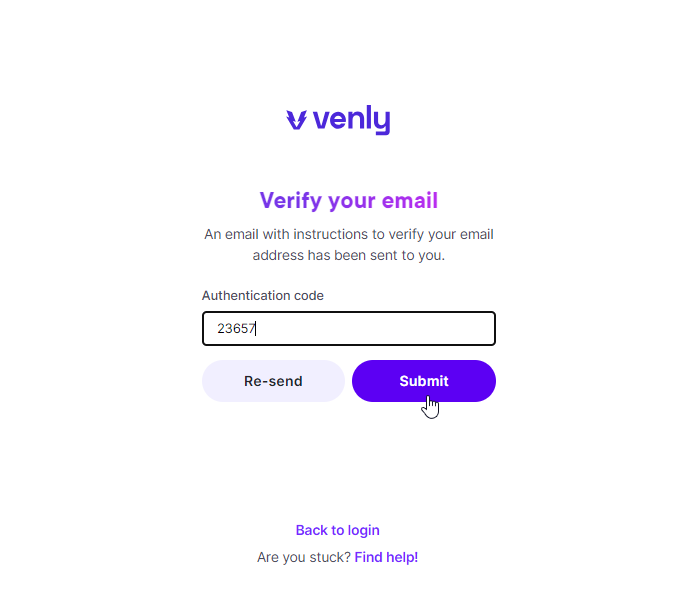 venly
Verify your email
An email with instructions to verify your email
address has been sent to you.
Authentication code
23657
Re-send Submit
Back to login
Are you stuck? Find help!